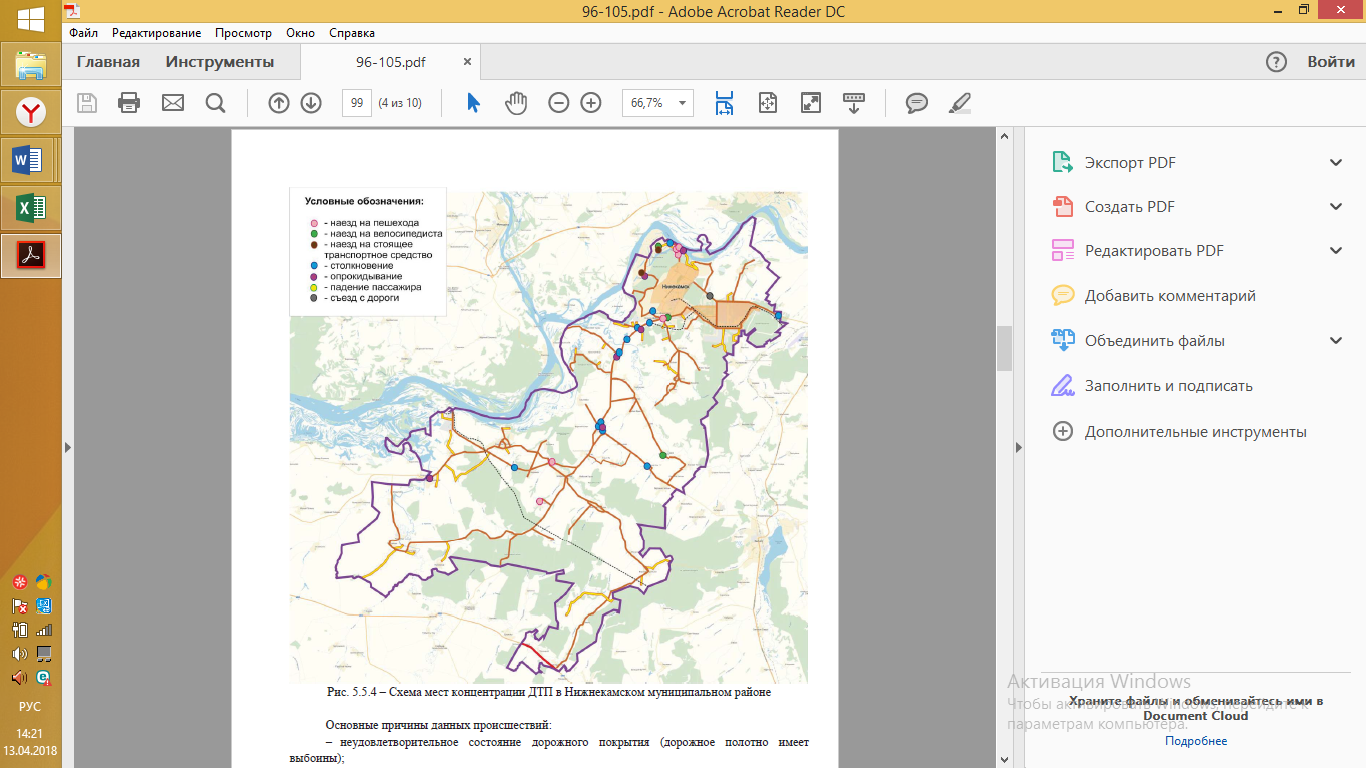 96-105.pdf - Adobe Acrobat Reader DC
Файл Редактирование Просмотр Окно Справка
Главная Инструменты 96-105.pdf × Войти
99 (4 из 10) 66,7%
Условные обозначения:
- наезд на пешехода
- наезд на велосипедиста
- наезд на стоящее
транспортное средство
- столкновение
- опрокидывание
- падение пассажира
- съезд с дороги
Нижнекамск
Рис. 5.5.4 – Схема мест концентрации ДТП в Нижнекамском муниципальном районе
Основные причины данных происшествий:
– неудовлетворительное состояние дорожного покрытия (дорожное полотно имеет
выбоины);
Экспорт PDF
Создать PDF
Редактировать PDF
Добавить комментарий
Объединить файлы
Заполнить и подписать
Дополнительные инструменты
Активация Windows
Чтобы активировать Windows, перейдите к
параметрам компьютера.
Храните файлы и обменивайтесь ими в
Document Cloud
Подробнее
РУС
14:21
13.04.2018